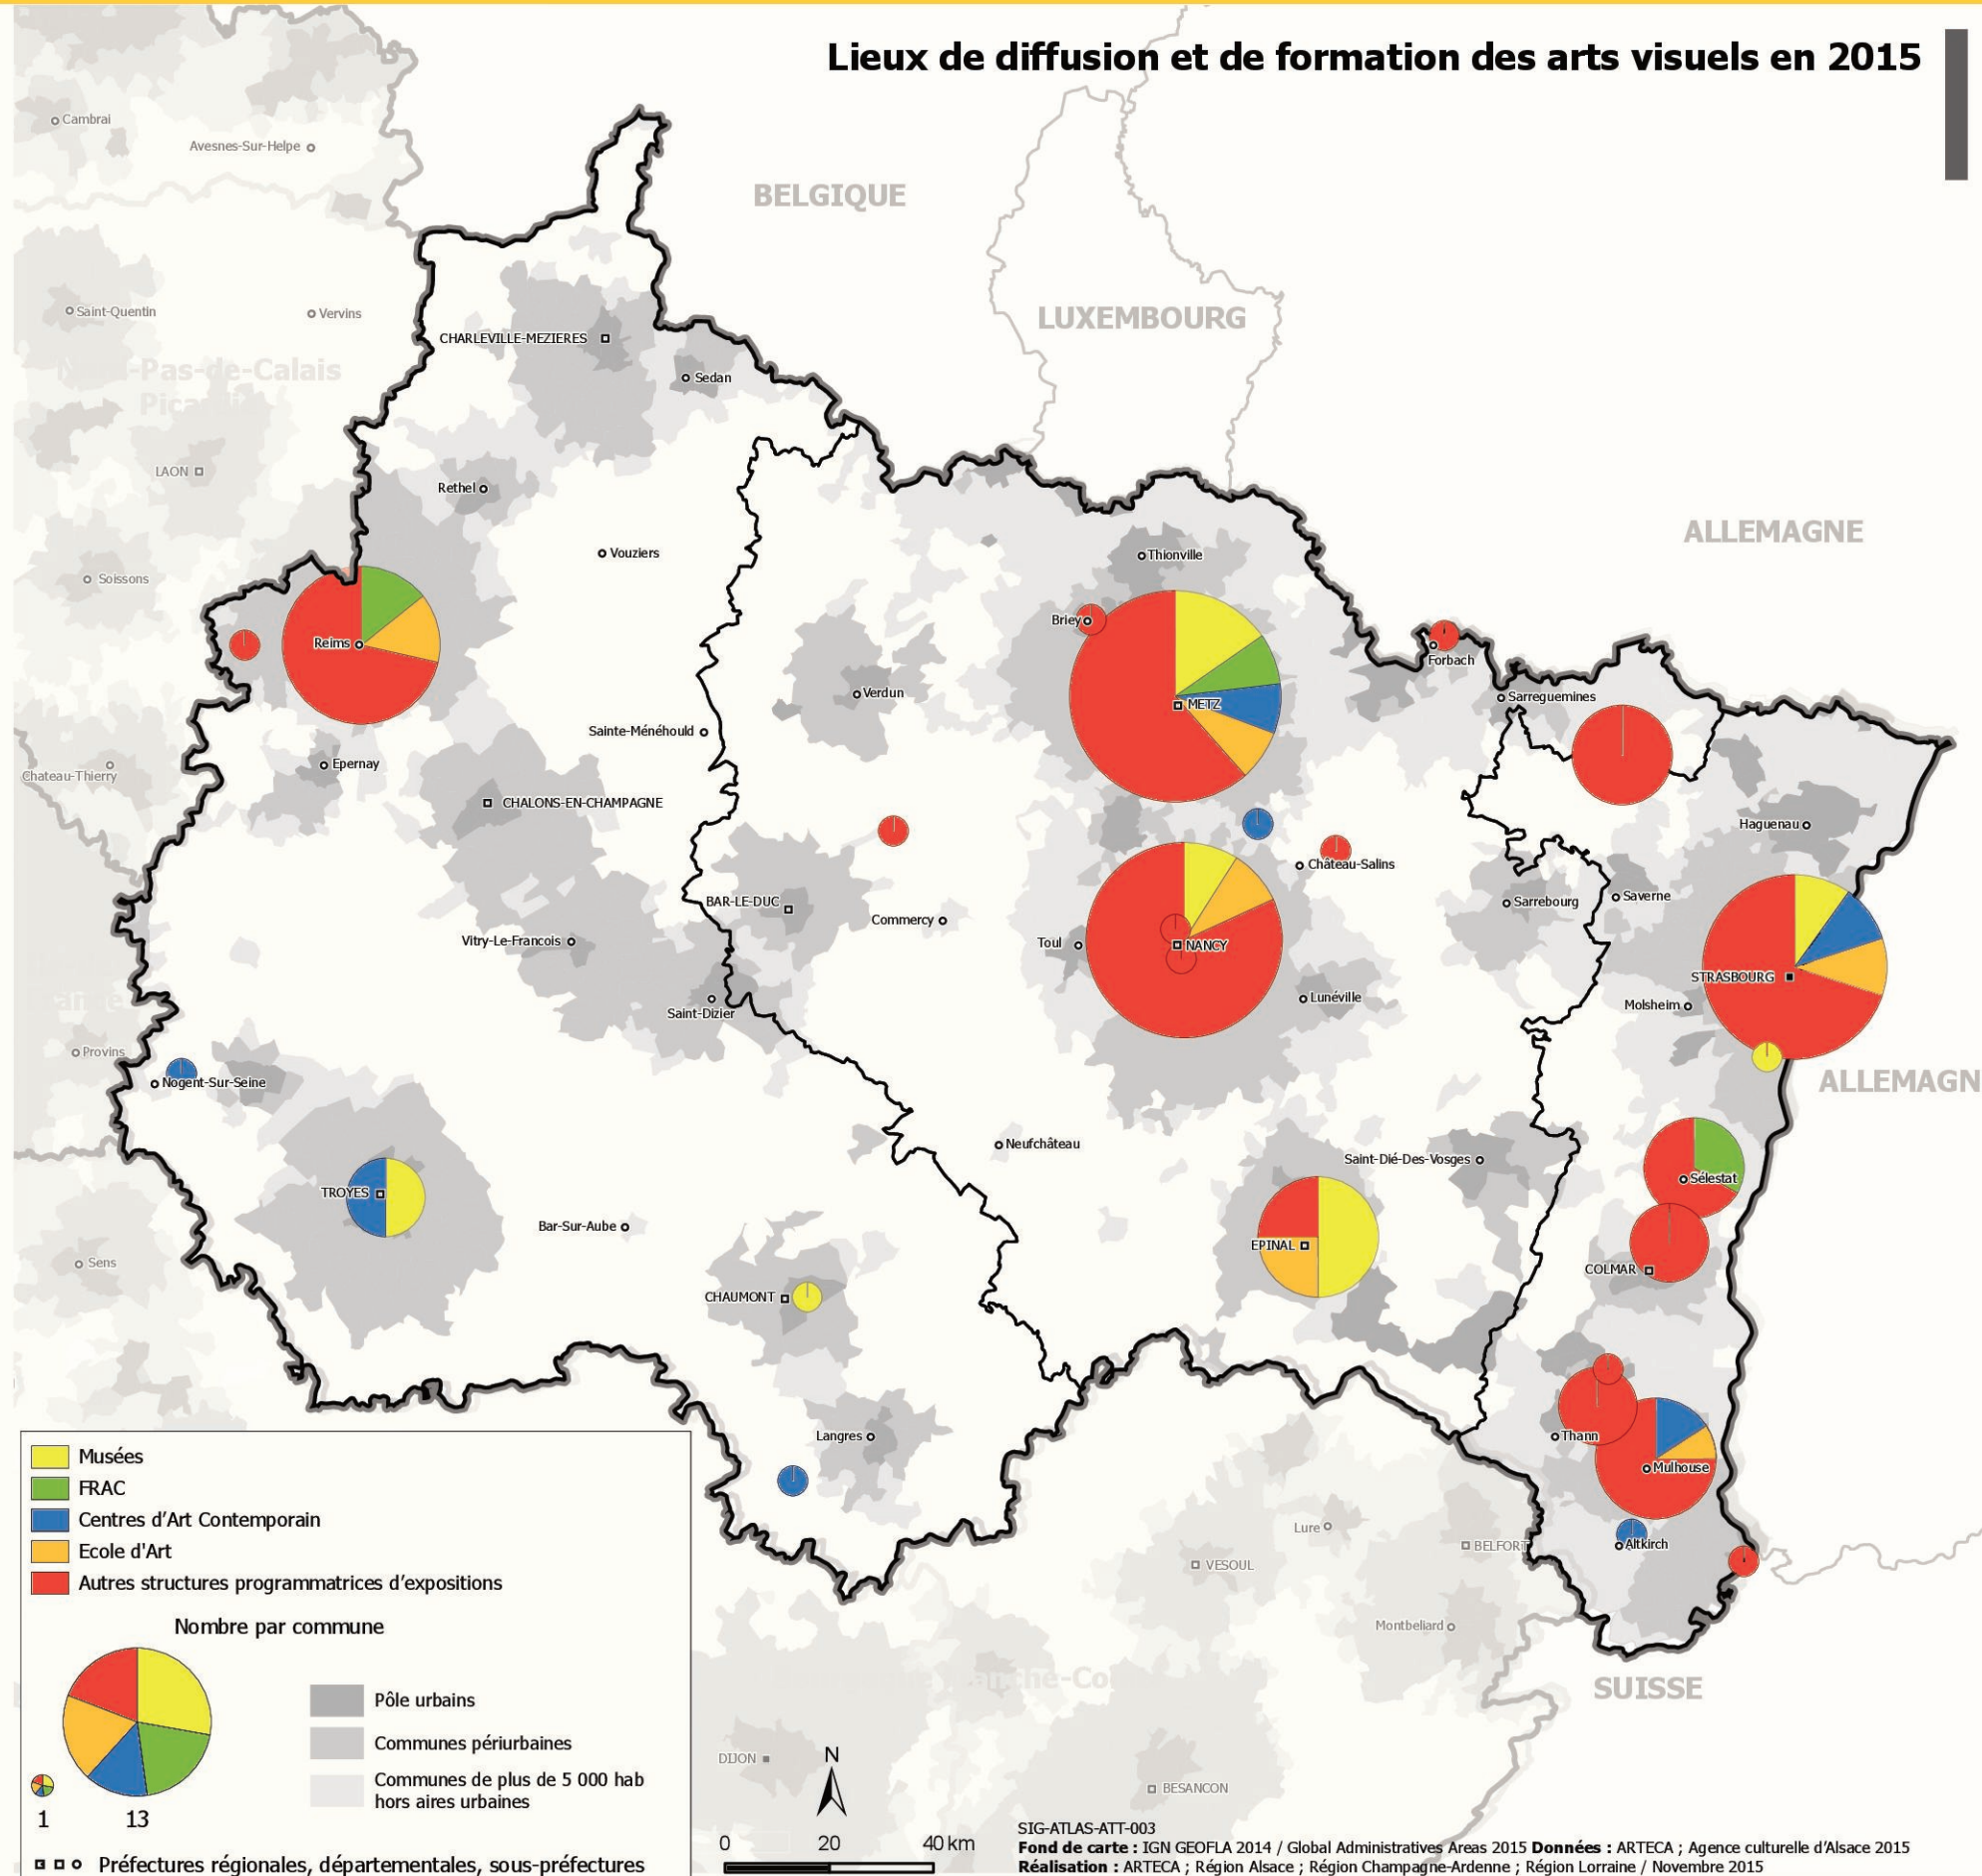 Lieux de diffusion et de formation des arts visuels en 2015
Cambrai
Avesnes-Sur-Helpe
BELGIQUE
Saint-Quentin
Vervins
LUXEMBOURG
CHARLEVILLE-MEZIERES
Sedan
-Pas-de-Calais
LAON
Rethel
ALLEMAGNE
Vouziers
Thionville
Soissons
Briey
Reims
Forbach
Verdun
Sarreguemines
METZ
Sainte-Ménéhould
Epernay
Chateau-Thierry
CHALONS-EN-CHAMPAGNE
Haguenau
Château-Salins
BAR-LE-DUC
Saverne
Sarrebourg
Commercy
Vitry-Le-Francois
Toul
NANCY
STRASBOURG
Lunéville
Molsheim
Saint-Dizier
Provins
Nogent-Sur-Seine
ALLEMAGN
Neufchâteau
Saint-Dié-Des-Vosges
Sélestat
TROYES
Bar-Sur-Aube
EPINAL
Sens
COLMAR
CHAUMONT
Langres
Thann
Mulhouse
Lure
BELFORT
Altkirch
VESOUL
Montbeliard
SUISSE
DIJON
BESANCON
Musées
FRAC
Centres d'Art Contemporain
Ecole d'Art
Autres structures programmatrices d'expositions
Nombre par commune
1
13
Pôle urbains
Communes périurbaines
Communes de plus de 5 000 hab
hors aires urbaines
Préfectures régionales, départementales, sous-préfectures
N
0 20 40 km
SIG-ATLAS-ATT-003
Fond de carte : IGN GEOFLA 2014 / Global Administratives Areas 2015 Données : ARTECA ; Agence culturelle d'Alsace 2015
Réalisation : ARTECA ; Région Alsace ; Région Champagne-Ardenne ; Région Lorraine / Novembre 2015